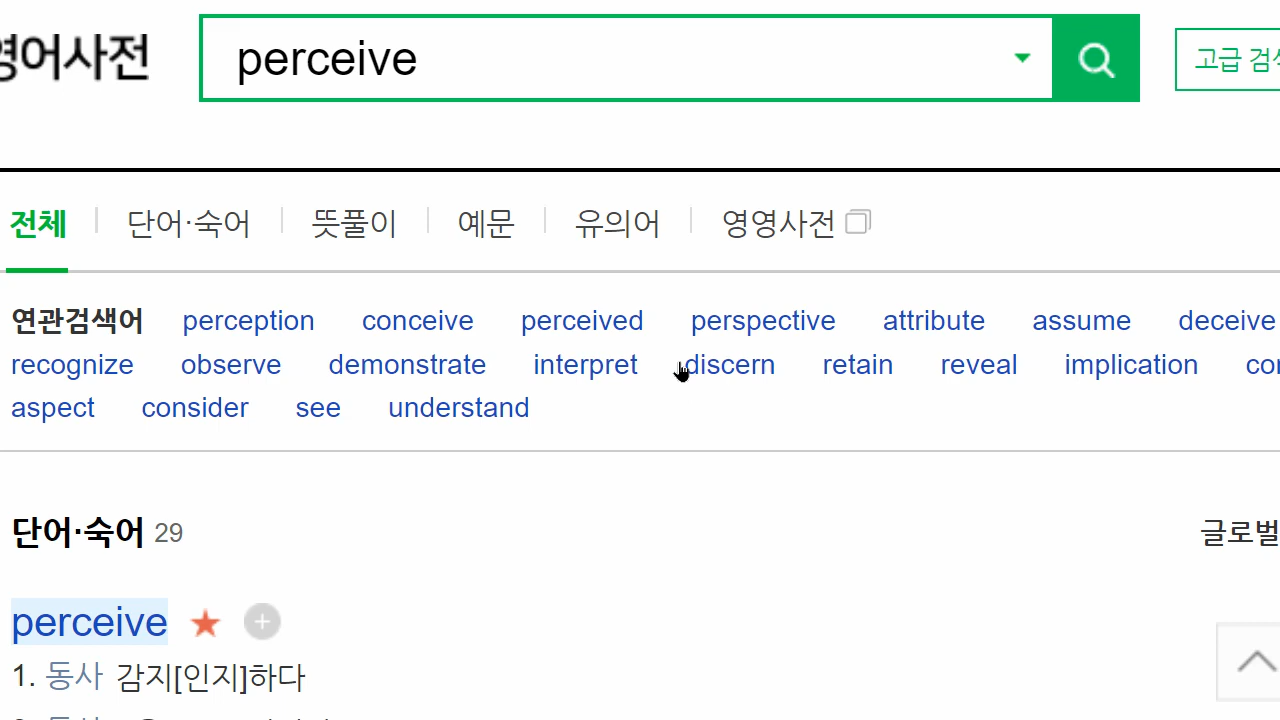 영어사전 perceive 고급 검색
전체 단어·숙어 뜻풀이 예문 유의어 영영사전
연관검색어 perception conceive perceived perspective attribute assume deceive
recognize observe demonstrate interpret discern retain reveal implication
aspect consider see understand
단어·숙어 29 글로벌
perceive
1. 동사 감지[인지]하다